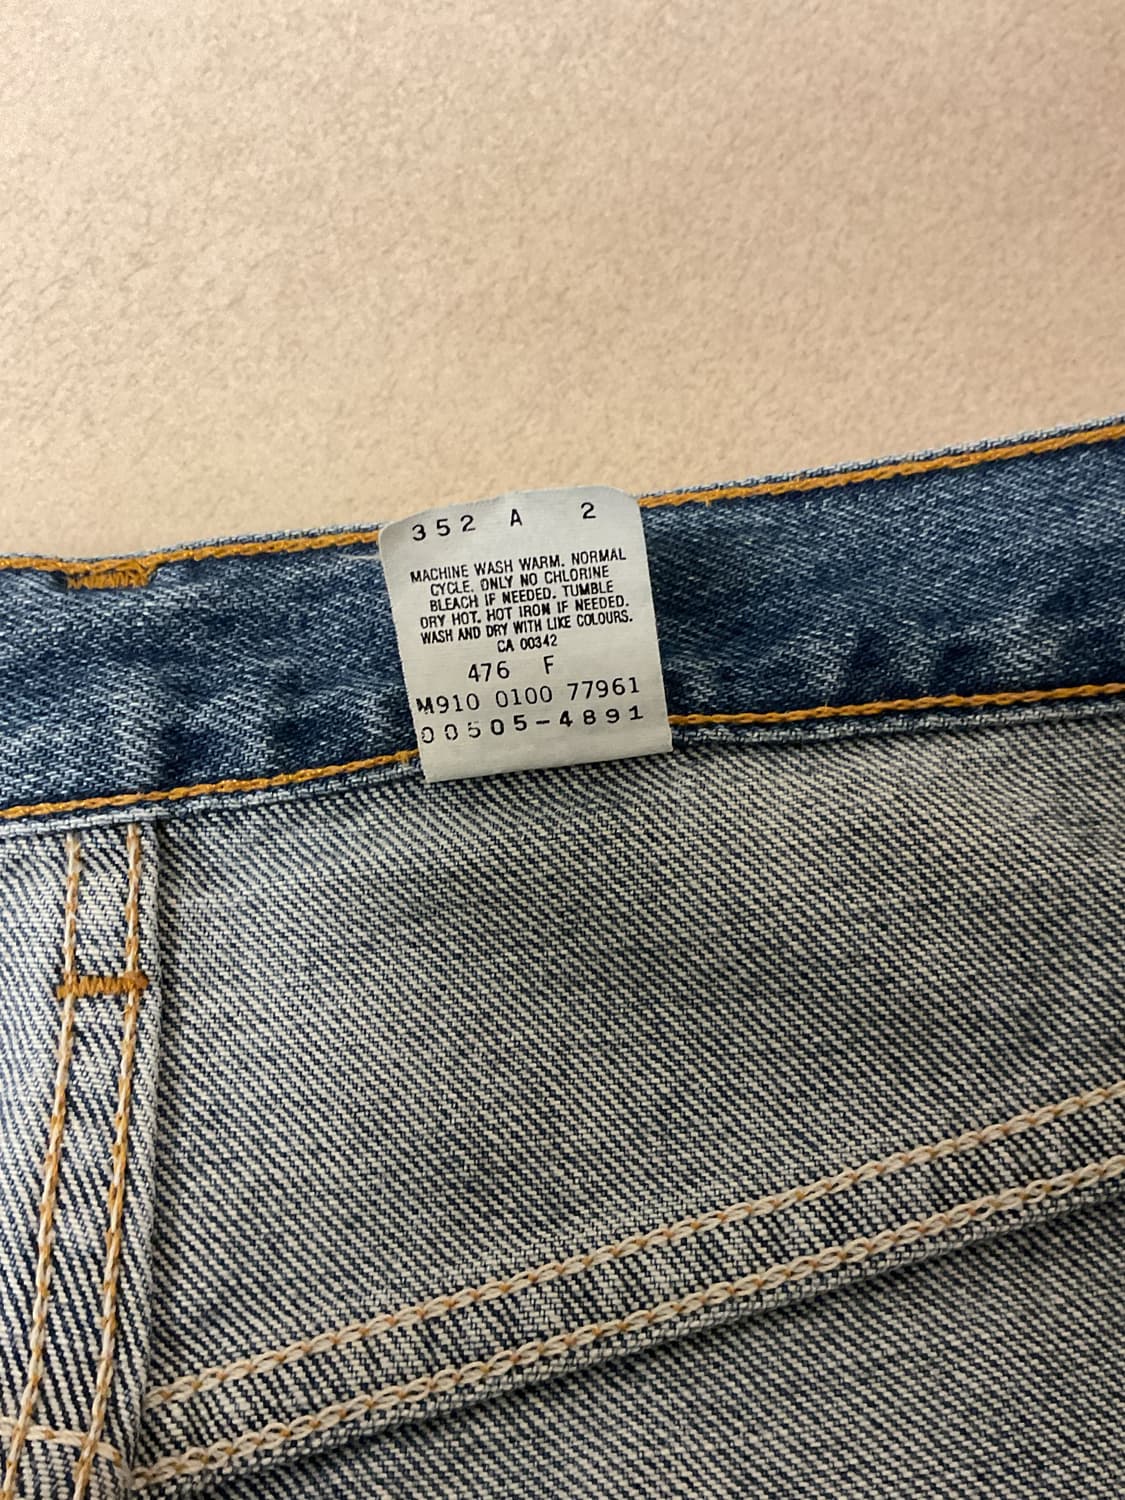 352 A 2
MACHINE WASH WARM. NORMAL
CYCLE. ONLY NO CHLORINE
BLEACH IF NEEDED. TUMBLE
DRY HOT. HOT IRON IF NEEDED.
WASH AND DRY WITH LIKE COLOURS.
CA 00342
476 F
M910 0100 77961
00505-4891